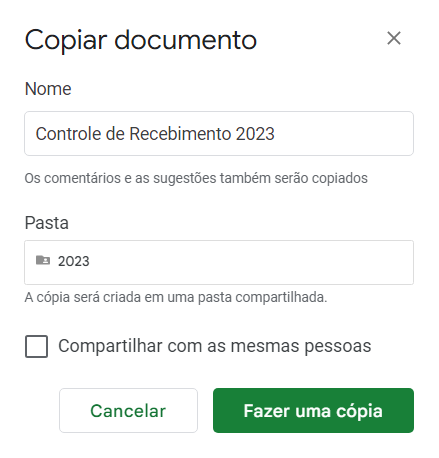 Copiar documento
Nome
Controle de Recebimento 2023
Os comentários e as sugestões também serão copiados
Pasta
2023
A cópia será criada em uma pasta compartilhada.
Compartilhar com as mesmas pessoas
Cancelar
Fazer uma cópia